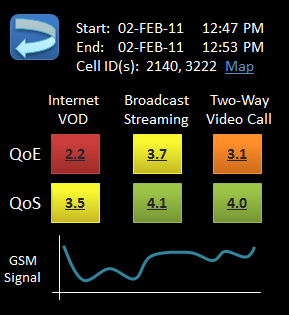 Start: 02-FEB-11 12:47 PM
End: 02-FEB-11 12:53 PM
Cell ID(s): 2140, 3222 Map
Internet VOD Broadcast Streaming Two-Way Video Call
QoE 2.2 3.7 3.1
QoS 3.5 4.1 4.0
GSM
Signal